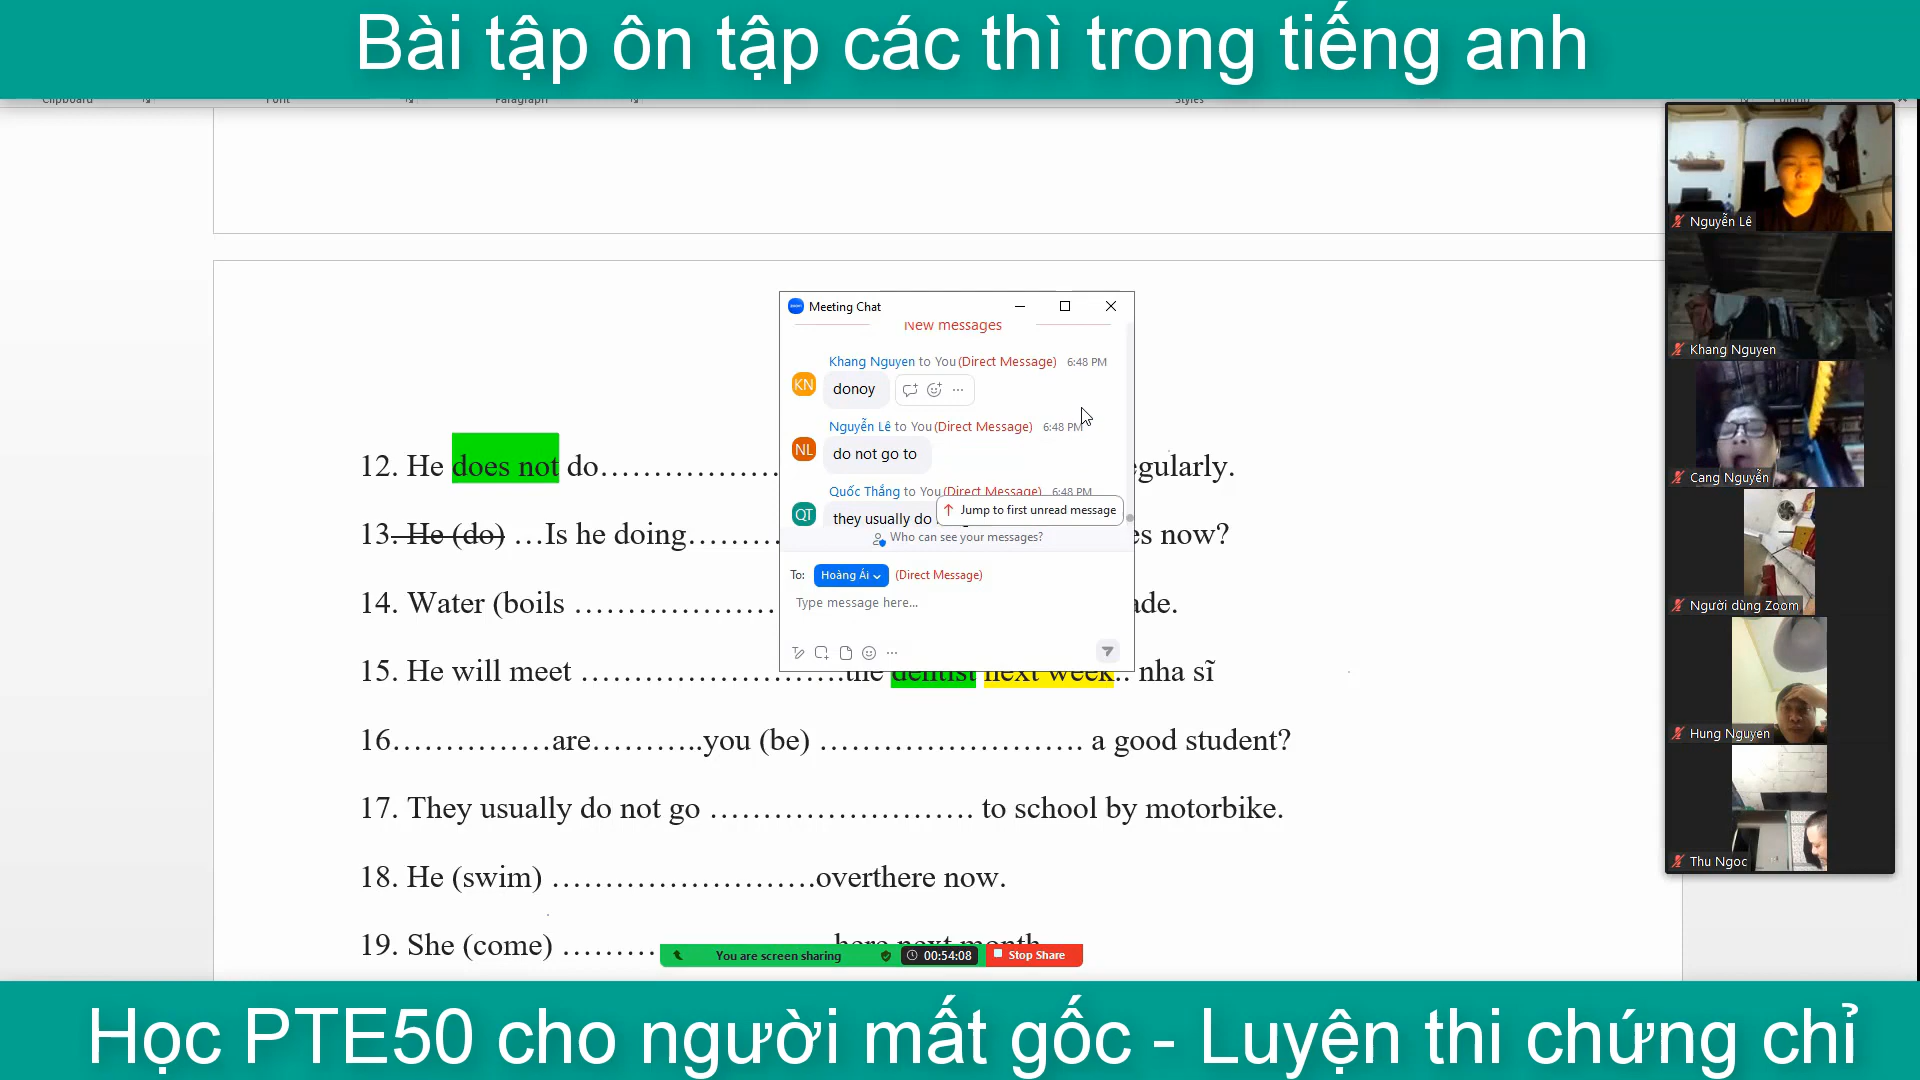 Bài tập ôn tập các thì trong tiếng anh
Clipboard Font Paragraph Styles
Meeting Chat
New messages
Khang Nguyen to You (Direct Message) 6:48 PM
KN donoy
Nguyễn Lê to You (Direct Message) 6:48 PM
NL do not go to
Quốc Thắng to You (Direct Message) 6:48 PM
QT they usually do
Jump to first unread message
Who can see your messages?
To: Hoàng Ái (Direct Message)
Type message here...
12. He does not do……………… egularly.
13. He (do) …Is he doing……… es now?
14. Water (boils ………………… ade.
15. He will meet …………………….the dentist next week.. nha sĩ
16……………are………..you (be) ……………………. a good student?
17. They usually do not go ……………………. to school by motorbike.
18. He (swim) …………………….overthere now.
19. She (come) ……… here next month
You are screen sharing 00:54:08 Stop Share
Nguyễn Lê
Khang Nguyen
Cang Nguyễn
Người dùng Zoom
Hung Nguyen
Thu Ngoc
Học PTE50 cho người mất gốc - Luyện thi chứng chỉ